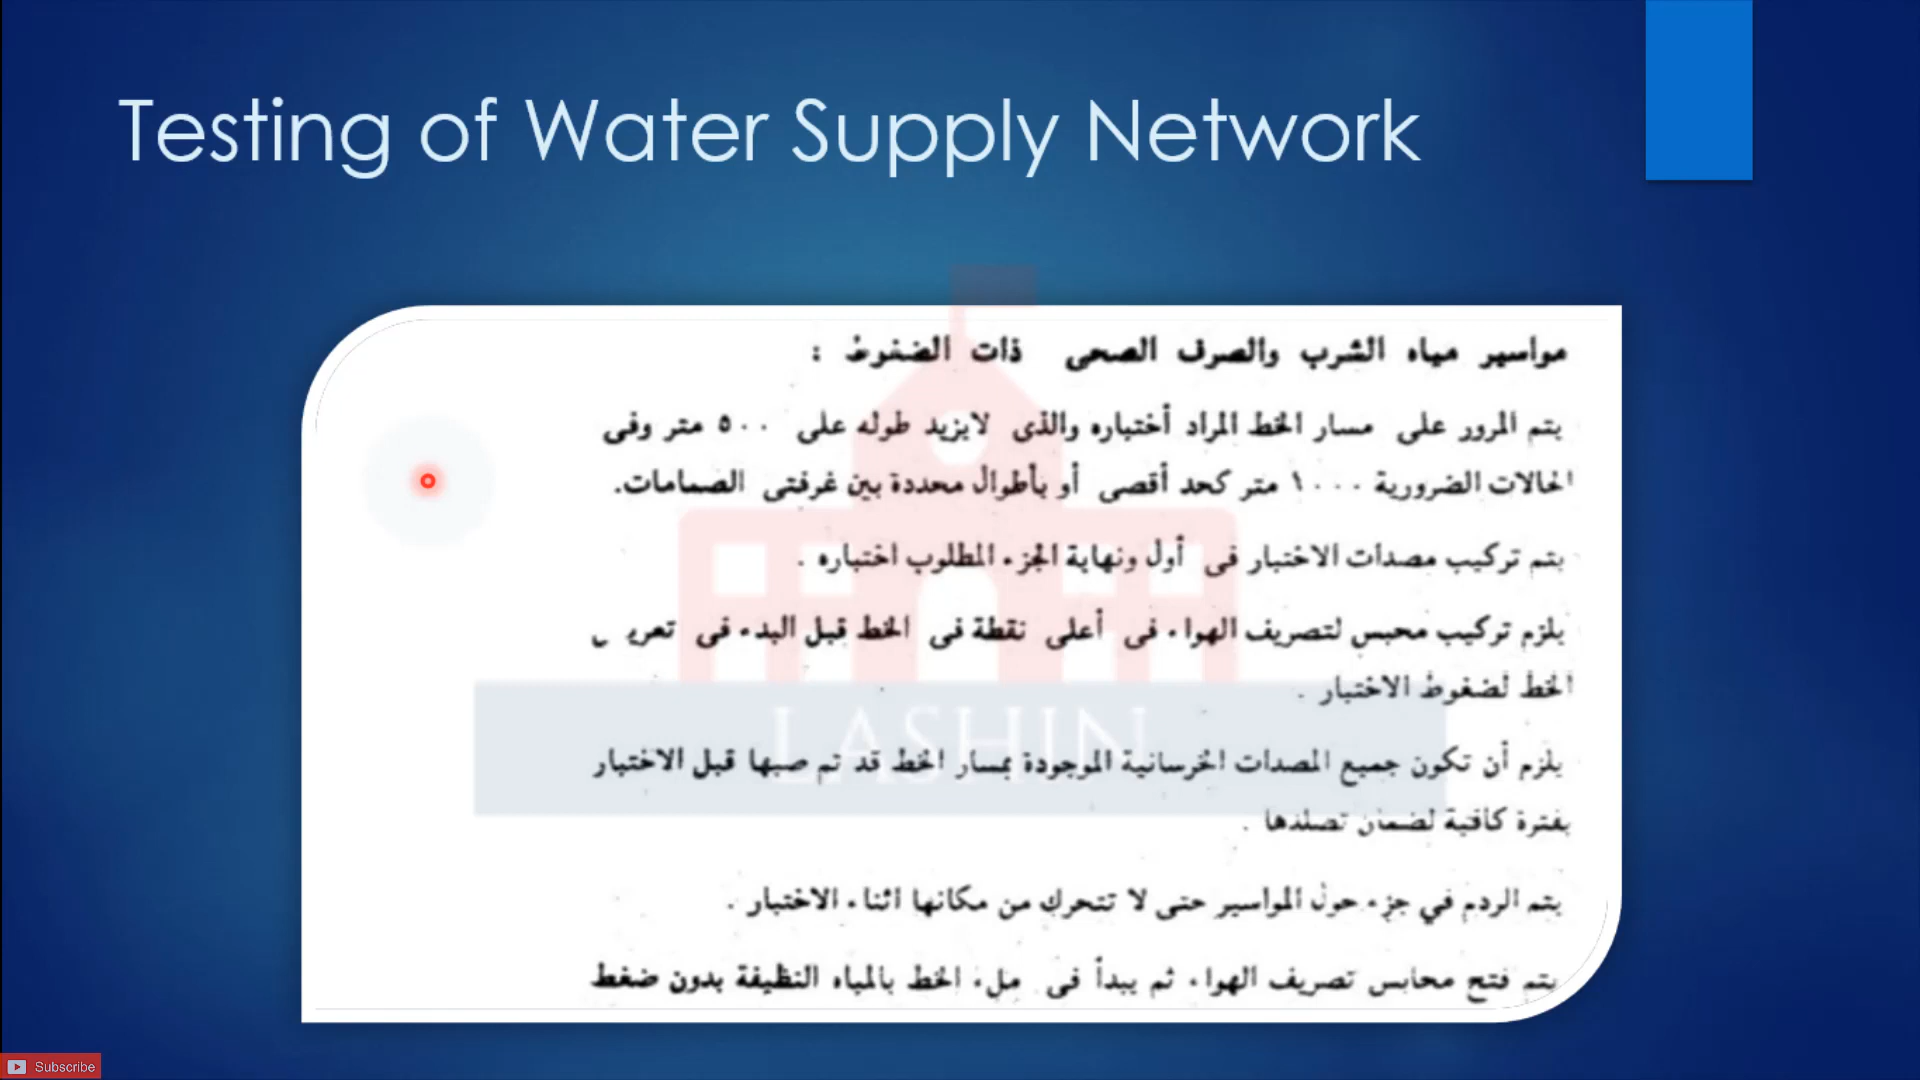 Testing of Water Supply Network
مواسير مياه الشرب والصرف الصحى ذات الضغوط :
يتم المرور على مسار الخط المراد أختباره والذى لايزيد طوله على ٥٠٠ متر وفى
الحالات الضرورية ١٠٠٠ متر كحد أقصى أو بأطوال محددة بين غرفتى الصمامات.
يتم تركيب مصدات الاختبار فى أول ونهاية الجزء المطلوب اختباره .
يلزم تركيب محبس لتصريف الهواء فى أعلى نقطة فى الخط قبل البدء فى
الخط لضغوط الاختبار .
يلزم أن تكون جميع المصدات الخرسانية الموجودة بمسار الخط قد تم صبها قبل الاختبار
LASHIN
بفترة كافية لضمان تصلدها .
يتم الردم في جزء حول المواسير حتى لا تتحرك من مكانها اثناء الاختبار .
يتم فتح محابس تصريف الهواء ثم يبدأ فى ملء الخط بالمياه النظيفة بدون ضغط
Subscribe